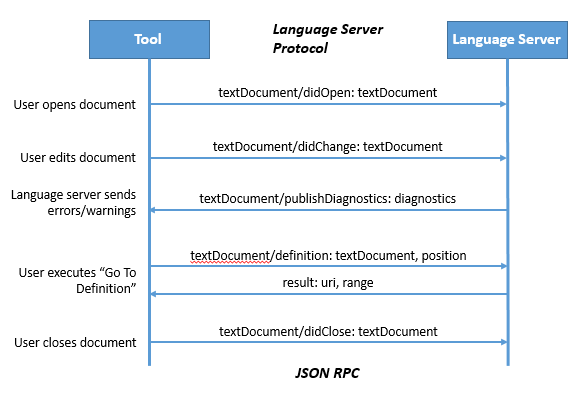 Language Server
Protocol
Tool
Language Server
User opens document
textDocument/didOpen: textDocument
User edits document
textDocument/didChange: textDocument
Language server sends
errors/warnings
textDocument/publishDiagnostics: diagnostics
User executes “Go To
Definition”
textDocument/definition: textDocument, position
result: uri, range
User closes document
textDocument/didClose: textDocument
JSON RPC